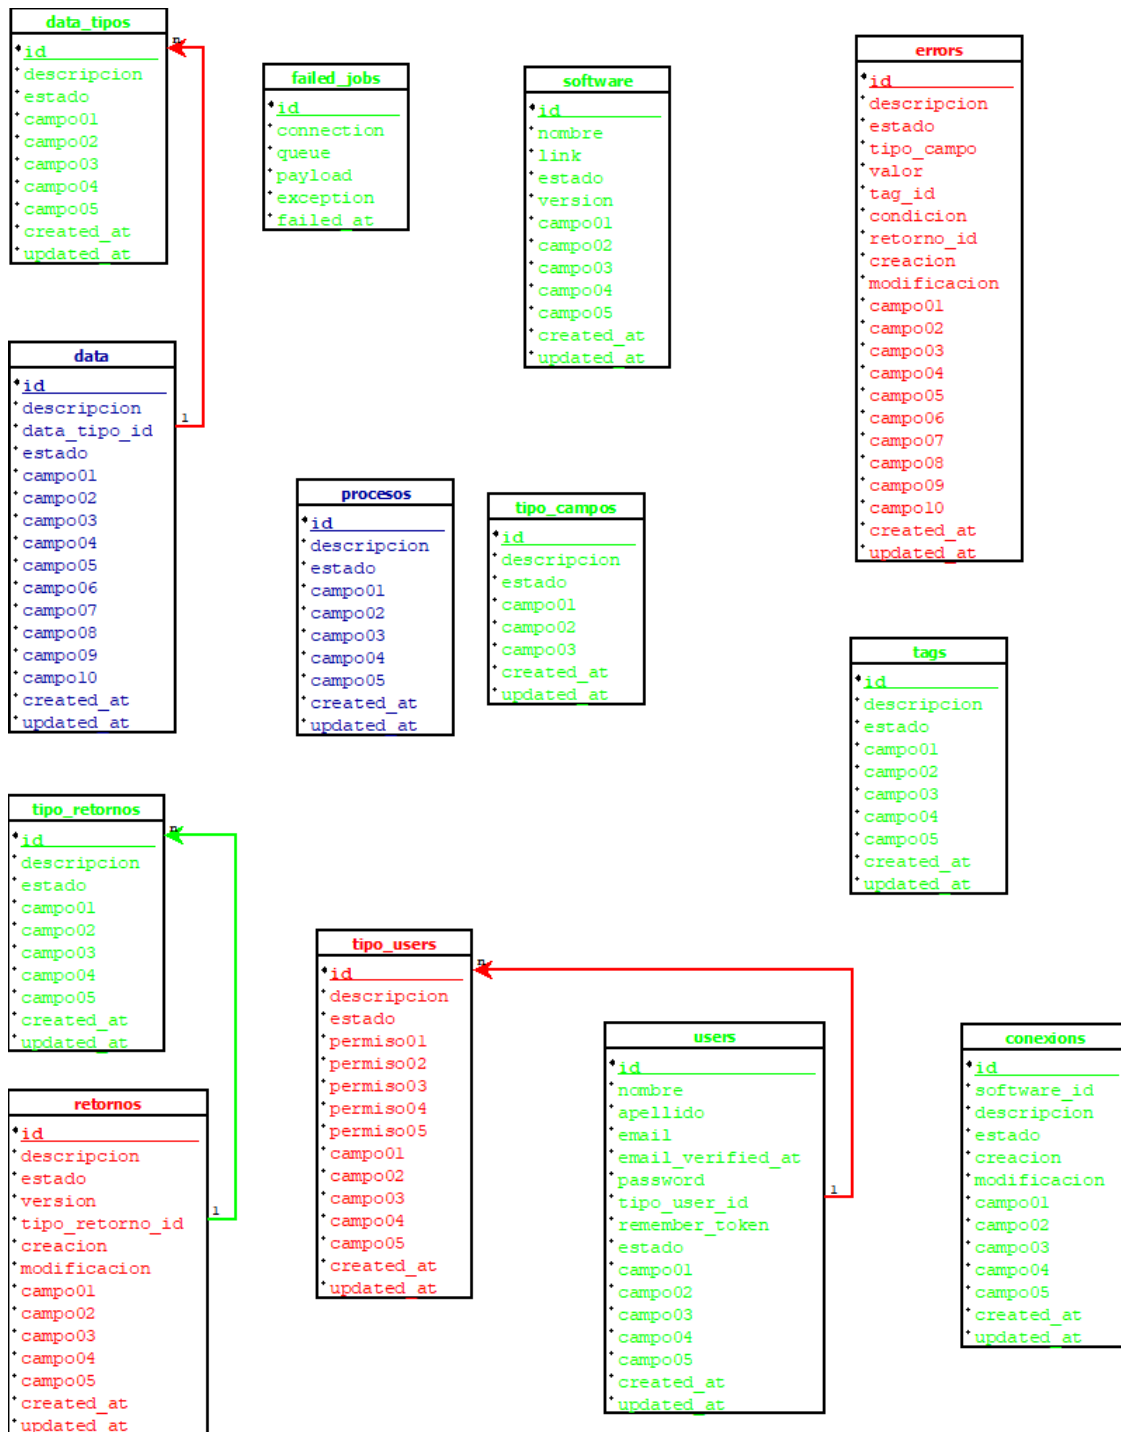 data_tipos
n
id
descripcion
estado
campo01
campo02
campo03
campo04
campo05
created_at
updated_at
failed_jobs
id
connection
queue
payload
exception
failed_at
software
id
nombre
link
estado
version
campo01
campo02
campo03
campo04
campo05
created_at
updated_at
errors
id
descripcion
estado
tipo_campo
valor
tag_id
condicion
retorno_id
creacion
modificacion
campo01
campo02
campo03
campo04
campo05
campo06
campo07
campo08
campo09
campo10
created_at
updated_at
data
id
descripcion
data_tipo_id
estado
campo01
campo02
campo03
campo04
campo05
campo06
campo07
campo08
campo09
campo10
created_at
updated_at
1
procesos
id
descripcion
estado
campo01
campo02
campo03
campo04
campo05
created_at
updated_at
tipo_campos
id
descripcion
estado
campo01
campo02
campo03
created_at
updated_at
tags
id
descripcion
estado
campo01
campo02
campo03
campo04
campo05
created_at
updated_at
tipo_retornos
n
id
descripcion
estado
campo01
campo02
campo03
campo04
campo05
created_at
updated_at
tipo_users
n
id
descripcion
estado
permiso01
permiso02
permiso03
permiso04
permiso05
campo01
campo02
campo03
campo04
campo05
created_at
updated_at
users
id
nombre
apellido
email
email_verified_at
password
tipo_user_id
remember_token
estado
campo01
campo02
campo03
campo04
campo05
created_at
updated_at
1
conexions
id
software_id
descripcion
estado
creacion
modificacion
campo01
campo02
campo03
campo04
campo05
created_at
updated_at
retornos
id
descripcion
estado
version
tipo_retorno_id
creacion
modificacion
campo01
campo02
campo03
campo04
campo05
created_at
updated_at
1